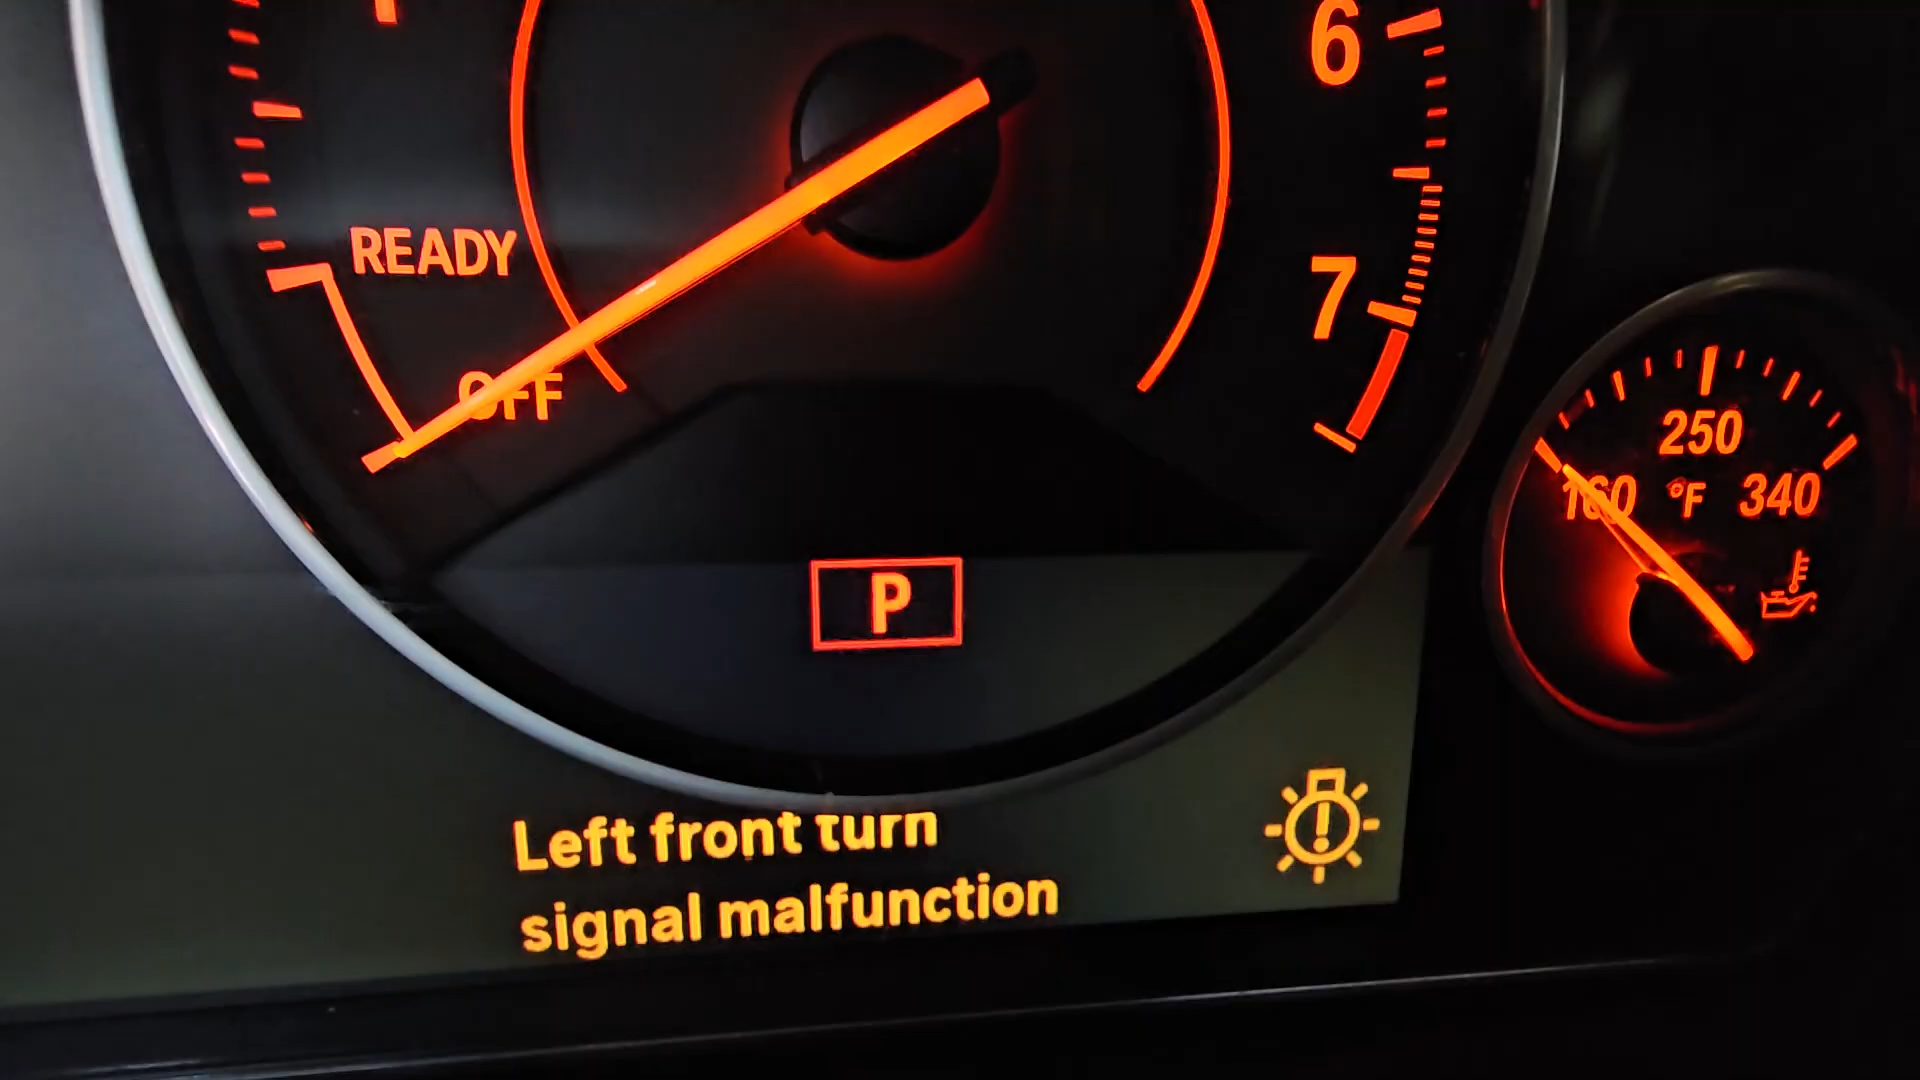 6
READY
7
OFF
250
160 °F 340
P
Left front turn
signal malfunction